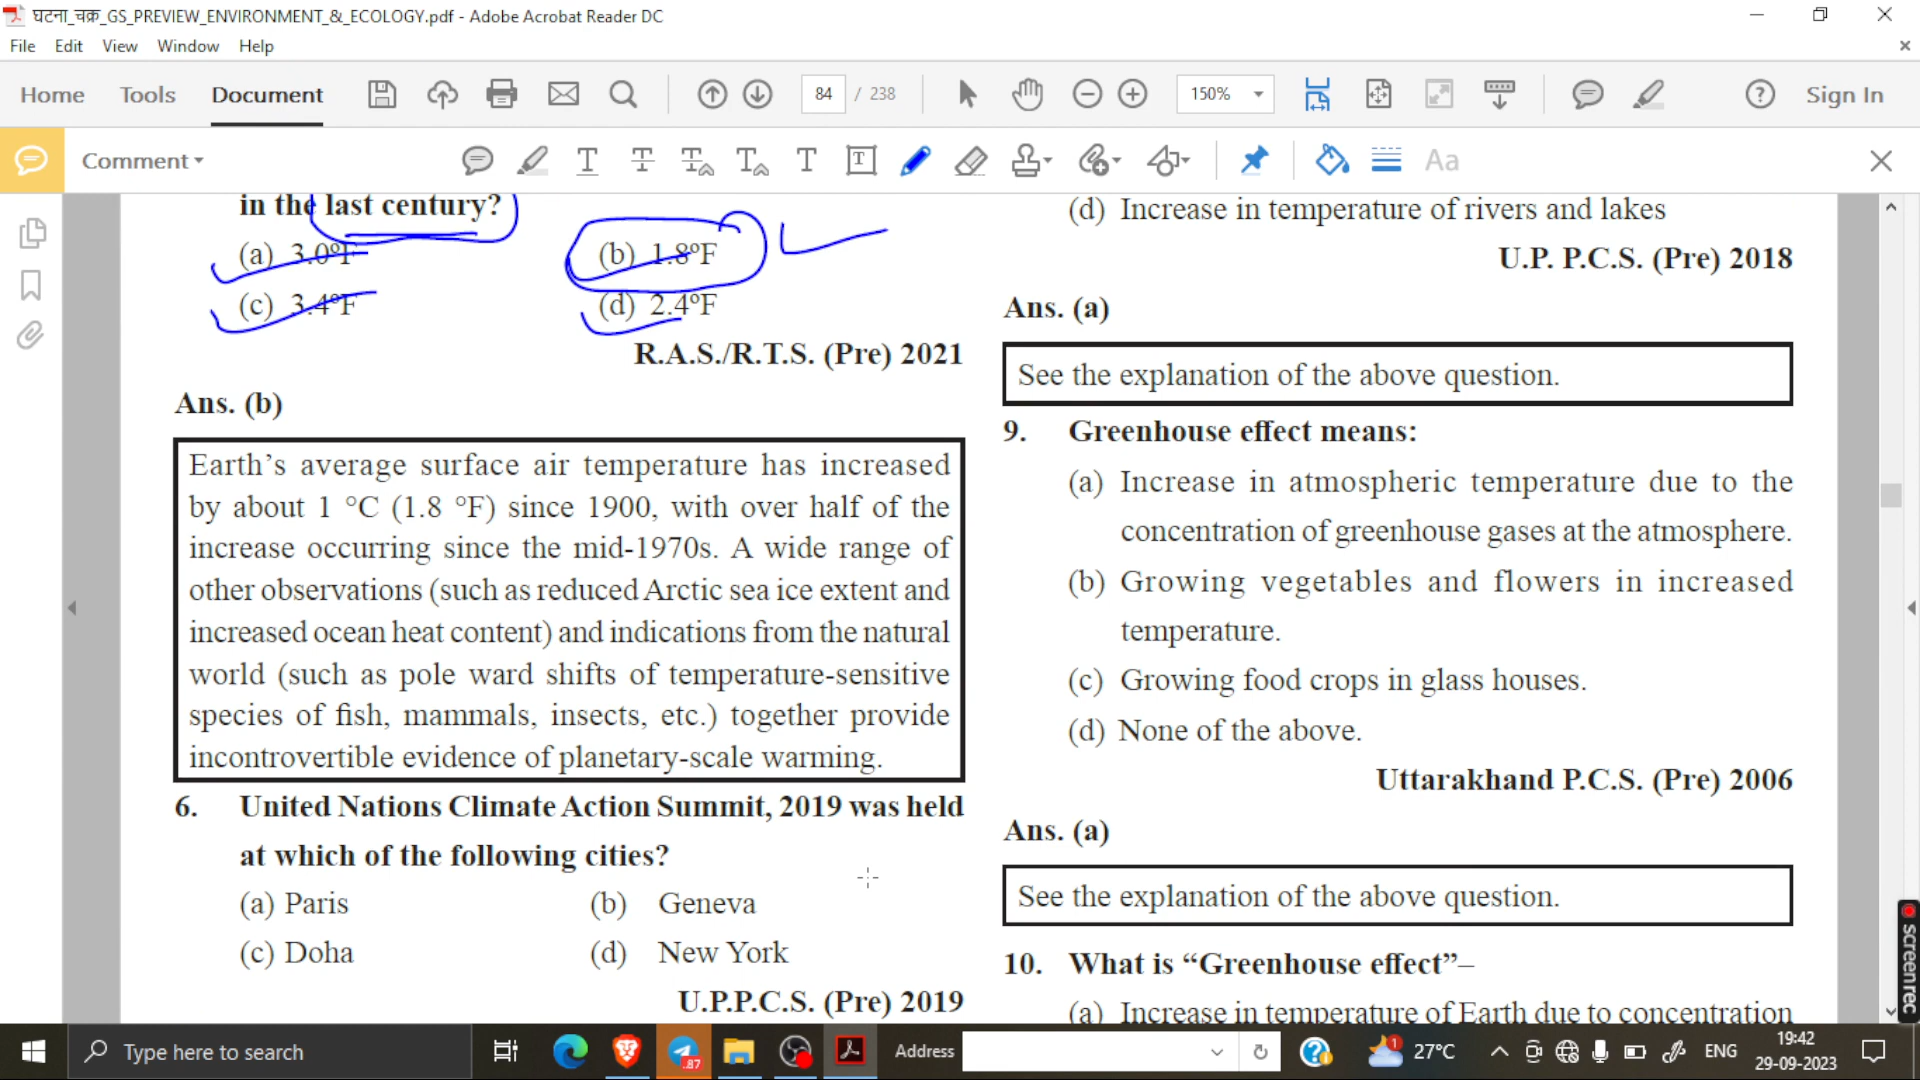 घटना_चक्र_GS_PREVIEW_ENVIRONMENT_&_ECOLOGY.pdf - Adobe Acrobat Reader DC
File Edit View Window Help
Home Tools Document 84 / 238 150% Sign In
Comment
Aa
in the last century?
(a) 3.0ºF (b) 1.8ºF
(c) 3.4ºF (d) 2.4ºF
R.A.S./R.T.S. (Pre) 2021
Ans. (b)
Earth’s average surface air temperature has increased
by about 1 °C (1.8 °F) since 1900, with over half of the
increase occurring since the mid-1970s. A wide range of
other observations (such as reduced Arctic sea ice extent and
increased ocean heat content) and indications from the natural
world (such as pole ward shifts of temperature-sensitive
species of fish, mammals, insects, etc.) together provide
incontrovertible evidence of planetary-scale warming.
6. United Nations Climate Action Summit, 2019 was held
at which of the following cities?
(a) Paris (b) Geneva
(c) Doha (d) New York
U.P.P.C.S. (Pre) 2019
(d) Increase in temperature of rivers and lakes
U.P. P.C.S. (Pre) 2018
Ans. (a)
See the explanation of the above question.
9. Greenhouse effect means:
(a) Increase in atmospheric temperature due to the
concentration of greenhouse gases at the atmosphere.
(b) Growing vegetables and flowers in increased
temperature.
(c) Growing food crops in glass houses.
(d) None of the above.
Uttarakhand P.C.S. (Pre) 2006
Ans. (a)
See the explanation of the above question.
10. What is “Greenhouse effect”–
(a) Increase in temperature of Earth due to concentration
screenrec
Type here to search
87
Address
1
27°C
ENG
19:42
29-09-2023